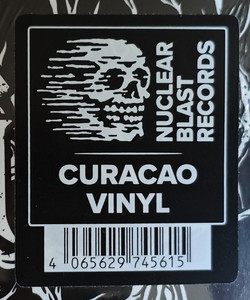 NUCLEAR
BLAST
RECORDS
CURACAO
VINYL
4 065629 745615